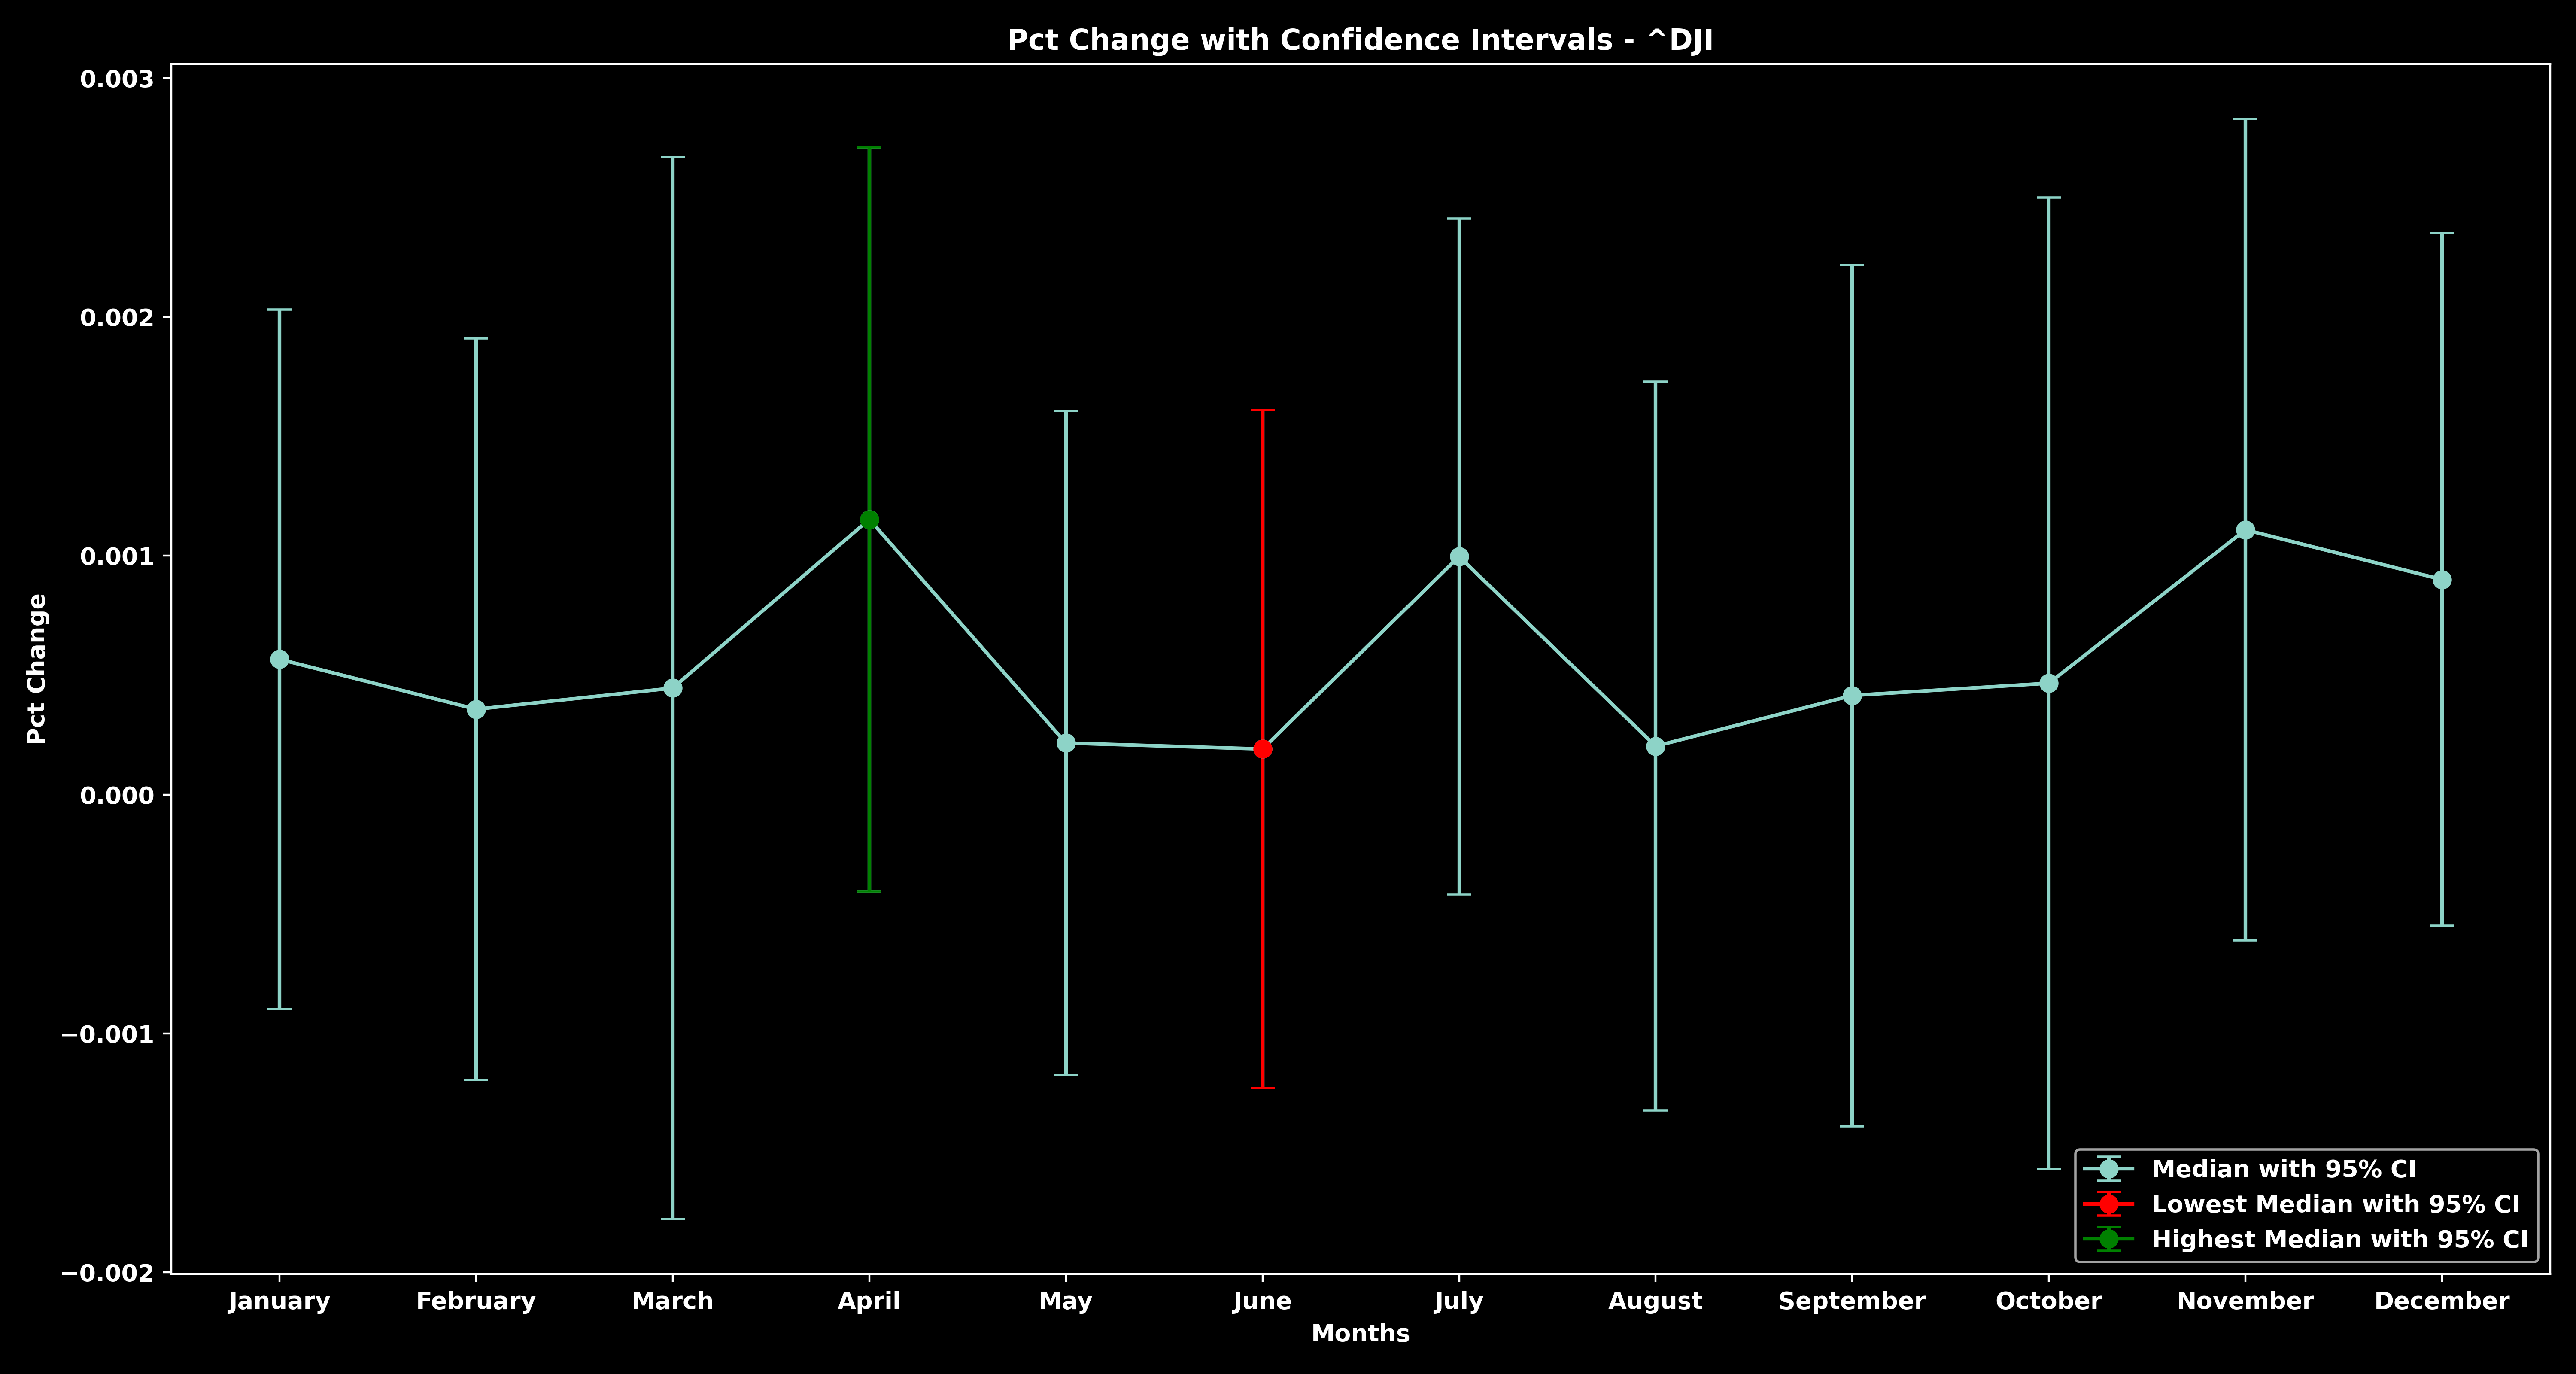 Pct Change with Confidence Intervals - ^DJI
Pct Change
0.003
0.002
0.001
0.000
−0.001
−0.002
January February March April May June July August September October November December
Months
Median with 95% CI
Lowest Median with 95% CI
Highest Median with 95% CI